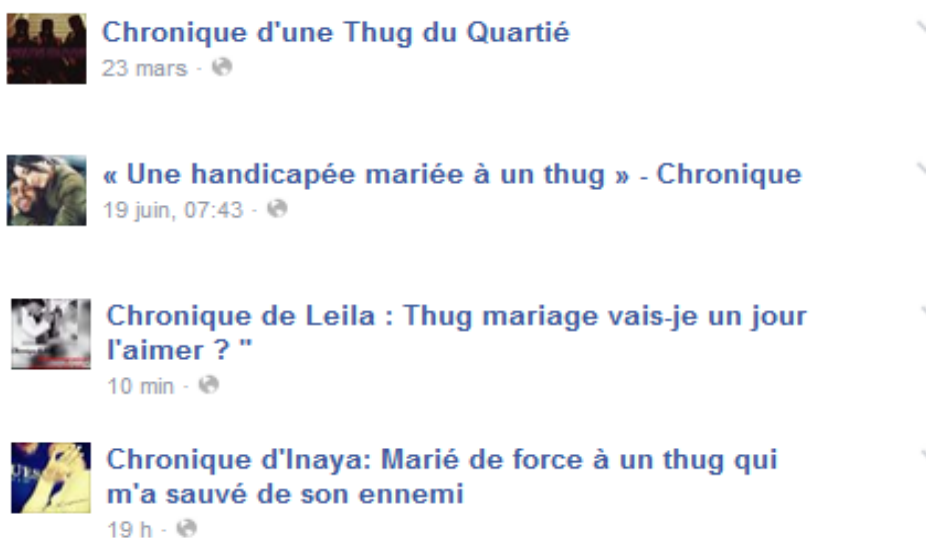 Chronique d'une Thug du Quartié
23 mars ·
« Une handicapée mariée à un thug » - Chronique
19 juin, 07:43 ·
Chronique de Leila : Thug mariage vais-je un jour
l'aimer ? "
10 min ·
Chronique d'Inaya: Marié de force à un thug qui
m'a sauvé de son ennemi
19 h ·